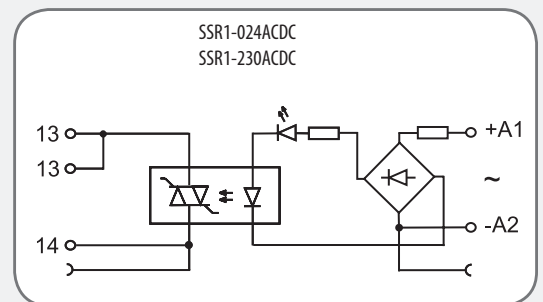 SSR1-024ACDC
SSR1-230ACDC
13
13
14
+A1
~
-A2